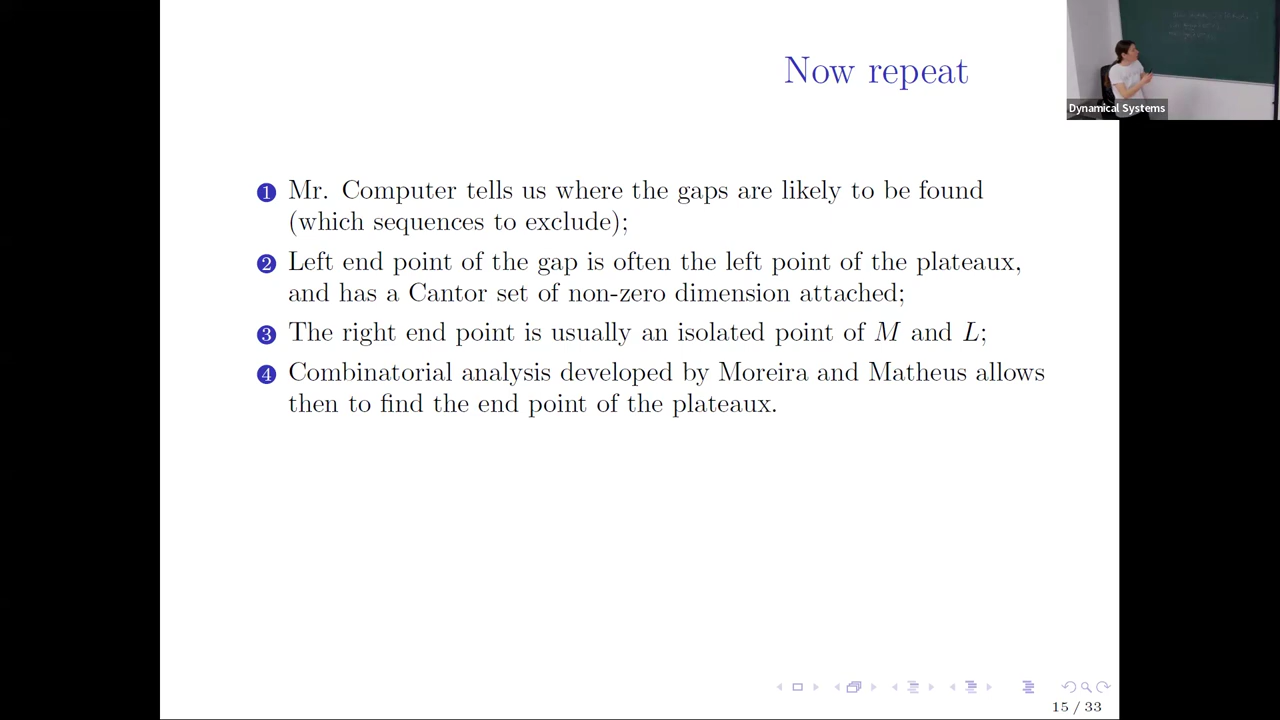 Now repeat
Dynamical Systems
1 Mr. Computer tells us where the gaps are likely to be found
(which sequences to exclude);
2 Left end point of the gap is often the left point of the plateaux,
and has a Cantor set of non-zero dimension attached;
3 The right end point is usually an isolated point of M and L;
4 Combinatorial analysis developed by Moreira and Matheus allows
then to find the end point of the plateaux.
15 / 33